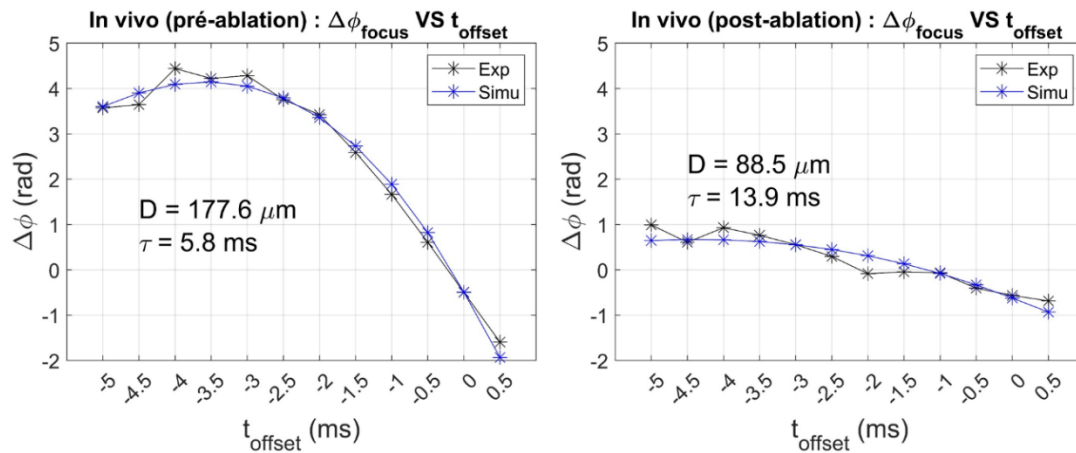 In vivo (pré-ablation) : Δϕfocus VS toffset
5
4
3
2
1
0
-1
-2
Δϕ (rad)
Exp
Simu
D = 177.6 μm
τ = 5.8 ms
-5 -4.5 -4 -3.5 -3 -2.5 -2 -1.5 -1 -0.5 0 0.5
toffset (ms)
In vivo (post-ablation) : Δϕfocus VS toffset
5
4
3
2
1
0
-1
-2
Δϕ (rad)
Exp
Simu
D = 88.5 μm
τ = 13.9 ms
-5 -4.5 -4 -3.5 -3 -2.5 -2 -1.5 -1 -0.5 0 0.5
toffset (ms)